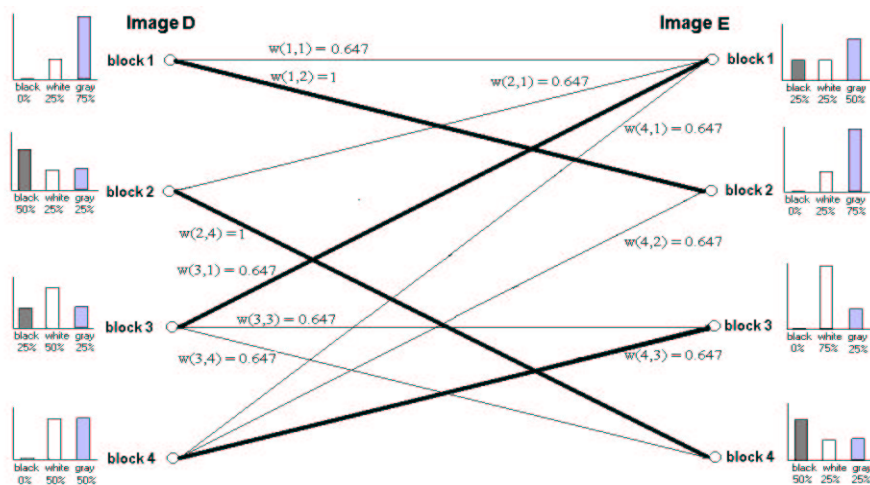 Image D
Image E
block 1
w(1,1) = 0.647
w(1,2) = 1
w(2,1) = 0.647
block 1
black white gray
0% 25% 75%
black white gray
25% 25% 50%
w(4,1) = 0.647
block 2
block 2
black white gray
50% 25% 25%
black white gray
0% 25% 75%
w(2,4) = 1
w(4,2) = 0.647
w(3,1) = 0.647
block 3
w(3,3) = 0.647
block 3
black white gray
25% 50% 25%
black white gray
0% 75% 25%
w(3,4) = 0.647
w(4,3) = 0.647
block 4
block 4
black white gray
0% 50% 50%
black white gray
50% 25% 25%